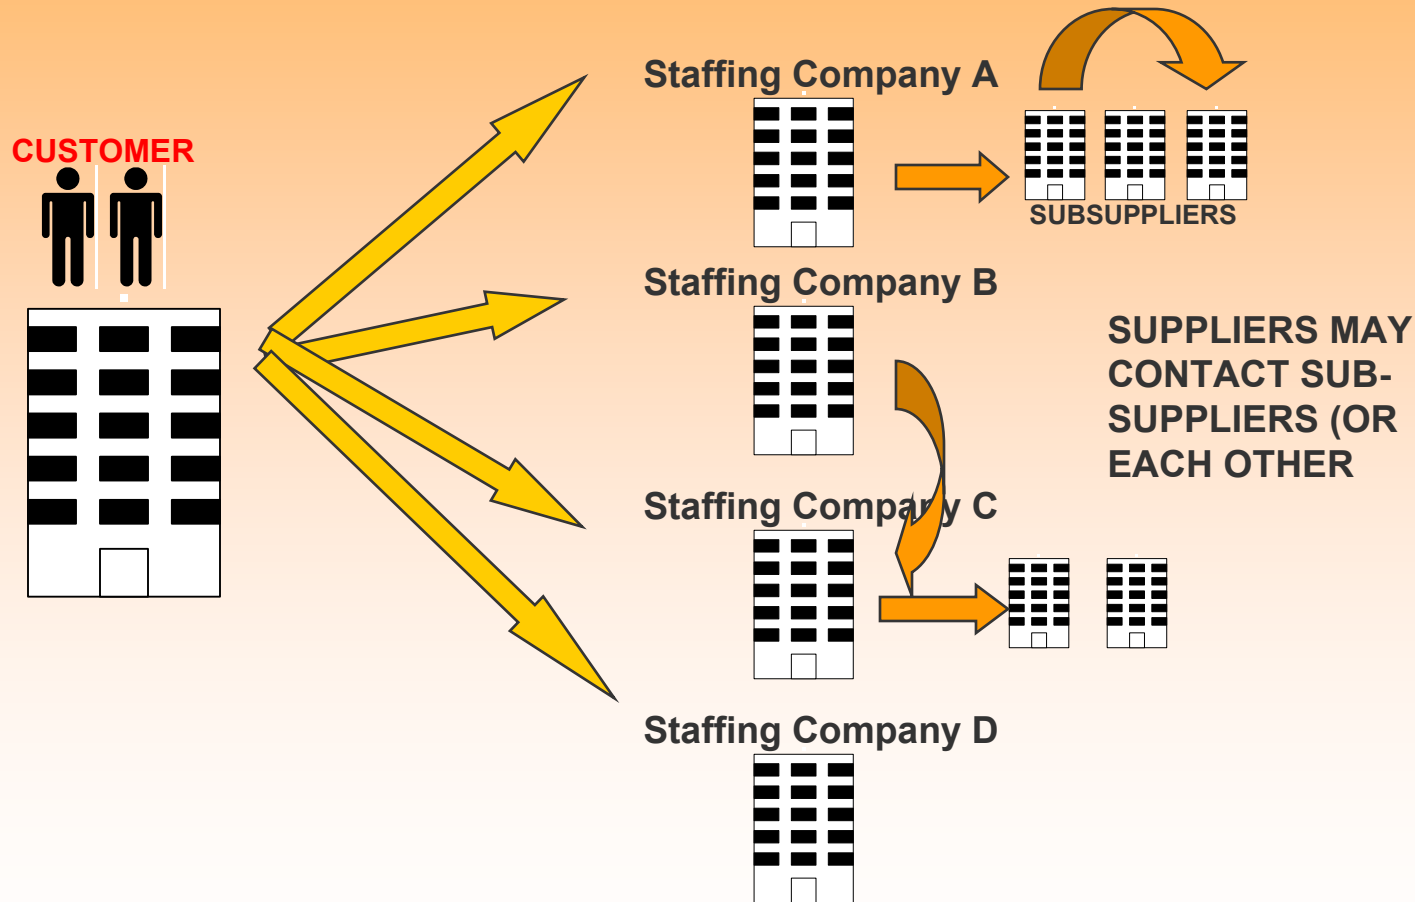 CUSTOMER
Staffing Company A
SUBSUPPLIERS
Staffing Company B
SUPPLIERS MAY
CONTACT SUB-
SUPPLIERS (OR
EACH OTHER
Staffing Company C
Staffing Company D